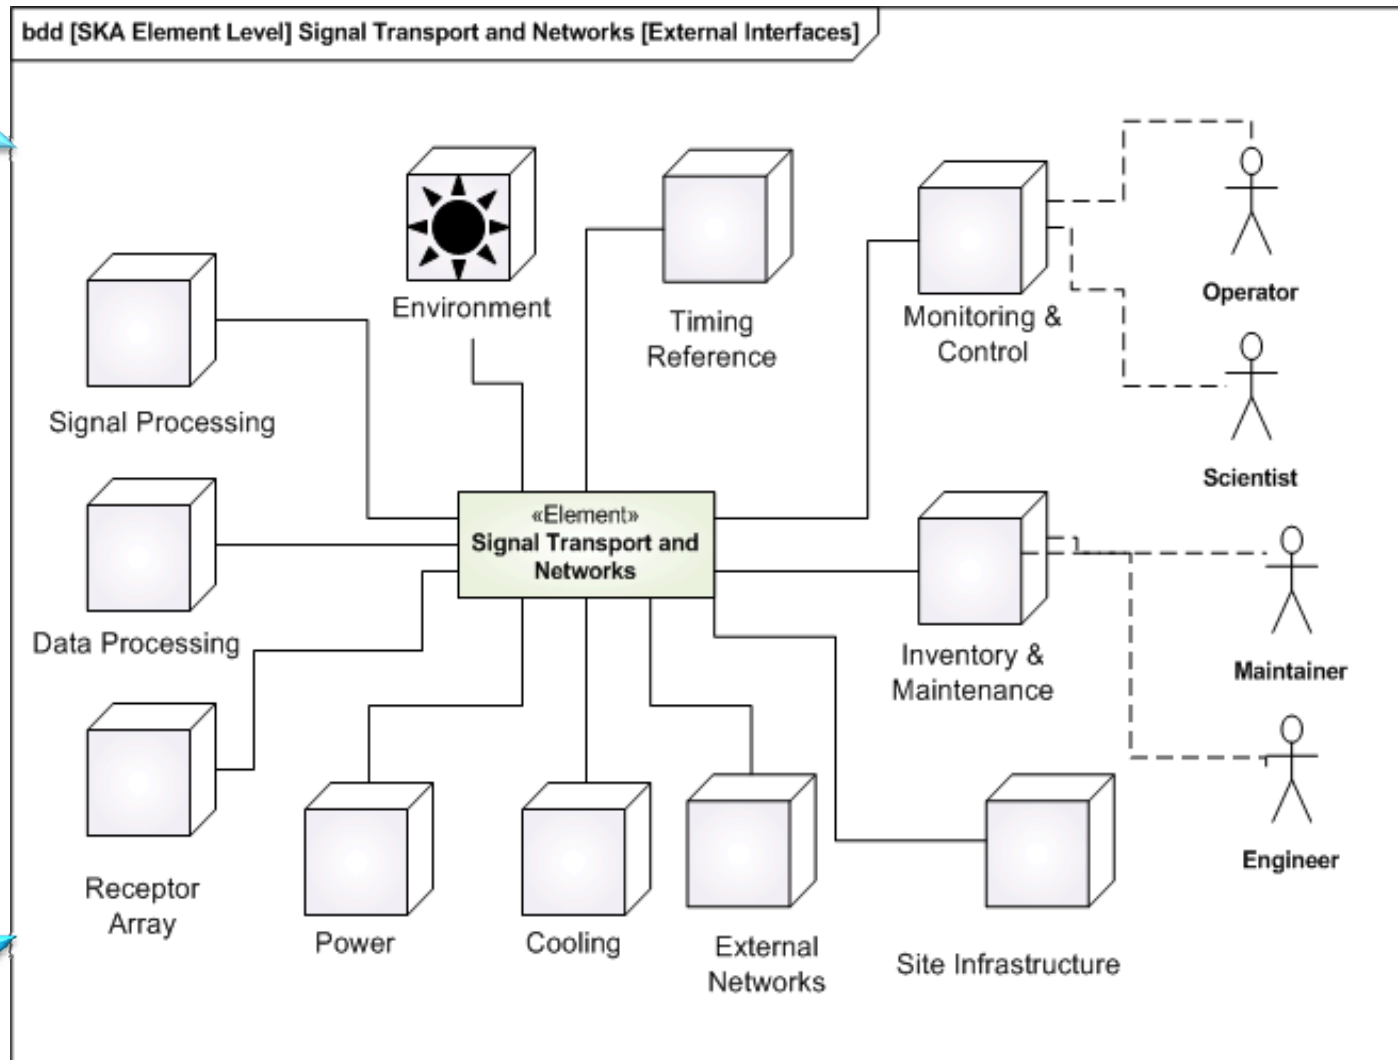 bdd [SKA Element Level] Signal Transport and Networks [External Interfaces]
Environment
Timing
Reference
Monitoring &
Control
Operator
Signal Processing
Scientist
«Element»
Signal Transport and
Networks
Data Processing
Inventory &
Maintenance
Maintainer
Receptor
Array
Power
Cooling
External
Networks
Site Infrastructure
Engineer